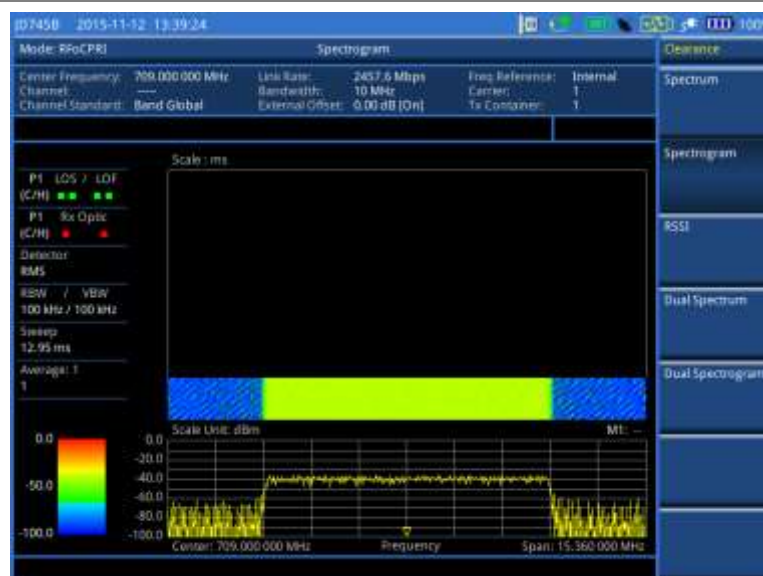 JD745B 2015-11-12 13:39:24
100%
Mode: RFoCPRI
Spectrogram
Clearance
Center Frequency: 709.000 000 MHz
Channel: ----
Channel Standard: Band Global
Link Rate: 2457.6 Mbps
Bandwidth: 10 MHz
External Offset: 0.00 dB [On]
Freq Reference: Internal
Carrier: 1
Tx Container: 1
Spectrum
Spectrogram
RSSI
Dual Spectrum
Dual Spectrogram
Scale : ms
P1 LOS / LOF
(C/H)
P1 Rx Optic
(C/H)
Detector
RMS
RBW / VBW
100 kHz / 100 kHz
Sweep
12.95 ms
Average: 1
1
0.0
-50.0
-100.0
Scale Unit: dBm
M1: --
0.0
-20.0
-40.0
-60.0
-80.0
-100.0
Center: 709.000 000 MHz
Frequency
Span: 15.360 000 MHz